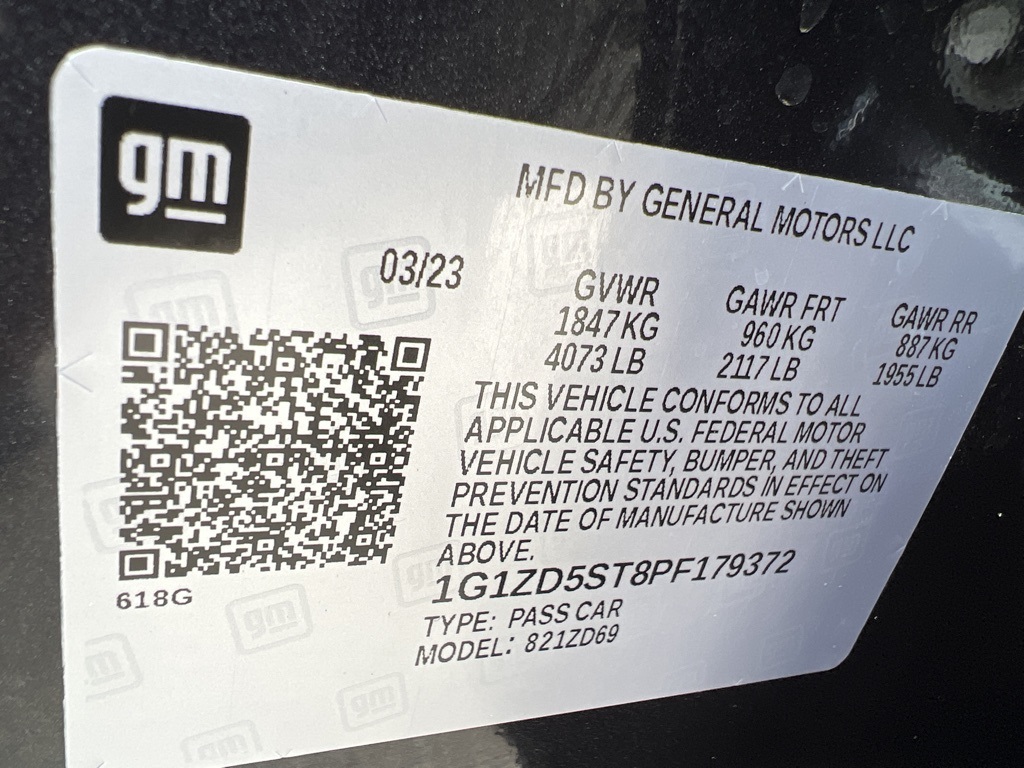 gm
MFD BY GENERAL MOTORS LLC
03/23
GVWR GAWR FRT GAWR RR
1847 KG 960 KG 887 KG
4073 LB 2117 LB 1955 LB
THIS VEHICLE CONFORMS TO ALL
APPLICABLE U.S. FEDERAL MOTOR
VEHICLE SAFETY, BUMPER, AND THEFT
PREVENTION STANDARDS IN EFFECT ON
THE DATE OF MANUFACTURE SHOWN
ABOVE.
1G1ZD5ST8PF179372
618G
TYPE: PASS CAR
MODEL: 821ZD69